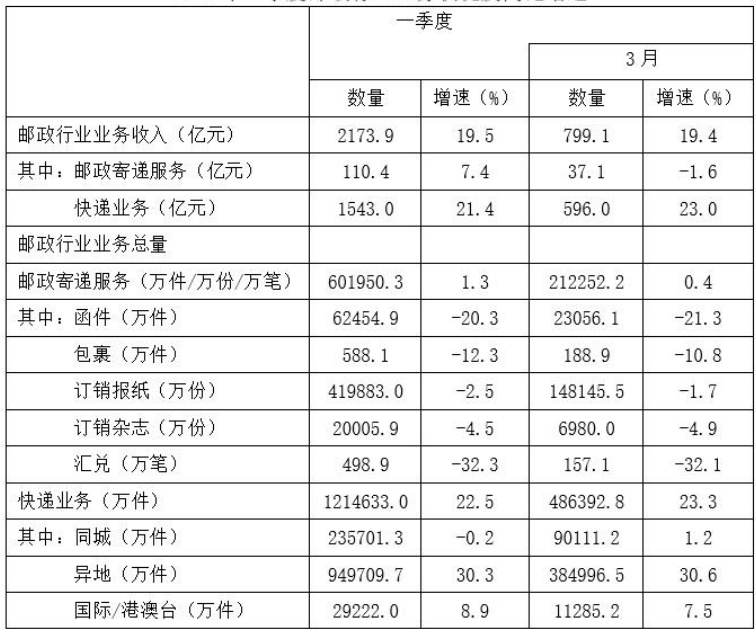 一季度
3月
数量 增速（%） 数量 增速（%）
邮政行业业务收入（亿元） 2173.9 19.5 799.1 19.4
其中：邮政寄递服务（亿元） 110.4 7.4 37.1 -1.6
快递业务（亿元） 1543.0 21.4 596.0 23.0
邮政行业业务总量
邮政寄递服务（万件/万份/万笔） 601950.3 1.3 212252.2 0.4
其中：函件（万件） 62454.9 -20.3 23056.1 -21.3
包裹（万件） 588.1 -12.3 188.9 -10.8
订销报纸（万份） 419883.0 -2.5 148145.5 -1.7
订销杂志（万份） 20005.9 -4.5 6980.0 -4.9
汇兑（万笔） 498.9 -32.3 157.1 -32.1
快递业务（万件） 1214633.0 22.5 486392.8 23.3
其中：同城（万件） 235701.3 -0.2 90111.2 1.2
异地（万件） 949709.7 30.3 384996.5 30.6
国际/港澳台（万件） 29222.0 8.9 11285.2 7.5